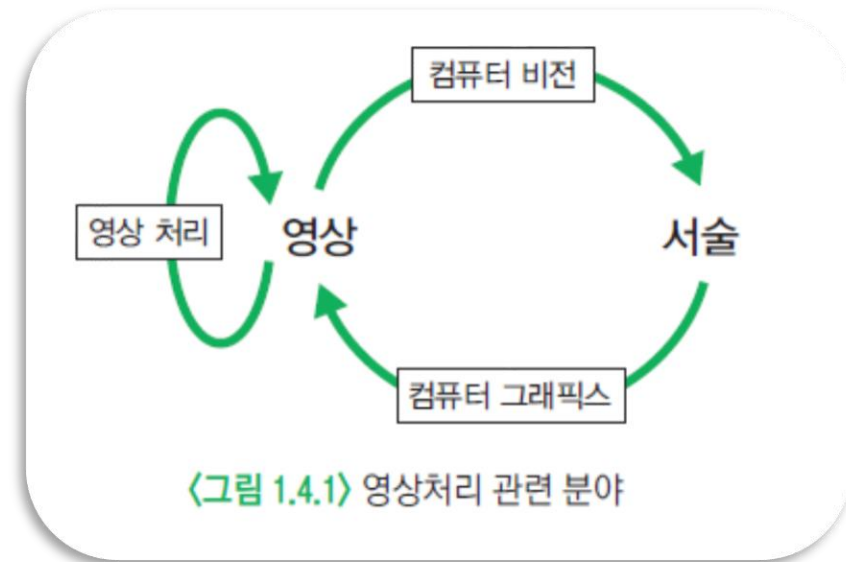 컴퓨터 비전
영상 처리
영상
서술
컴퓨터 그래픽스
〈그림 1.4.1〉 영상처리 관련 분야